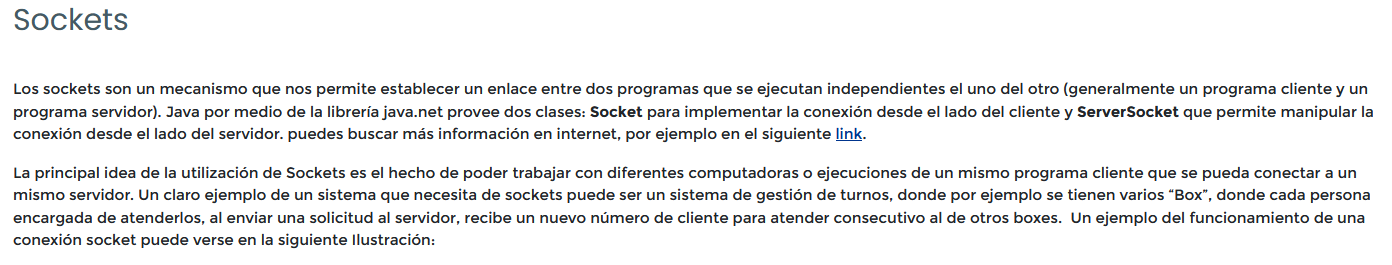 Sockets
Los sockets son un mecanismo que nos permite establecer un enlace entre dos programas que se ejecutan independientes el uno del otro (generalmente un programa cliente y un
programa servidor). Java por medio de la librería java.net provee dos clases: Socket para implementar la conexión desde el lado del cliente y ServerSocket que permite manipular la
conexión desde el lado del servidor. puedes buscar más información en internet, por ejemplo en el siguiente link.
La principal idea de la utilización de Sockets es el hecho de poder trabajar con diferentes computadoras o ejecuciones de un mismo programa cliente que se pueda conectar a un
mismo servidor. Un claro ejemplo de un sistema que necesita de sockets puede ser un sistema de gestión de turnos, donde por ejemplo se tienen varios “Box”, donde cada persona
encargada de atenderlos, al enviar una solicitud al servidor, recibe un nuevo número de cliente para atender consecutivo al de otros boxes. Un ejemplo del funcionamiento de una
conexión socket puede verse en la siguiente Ilustración: